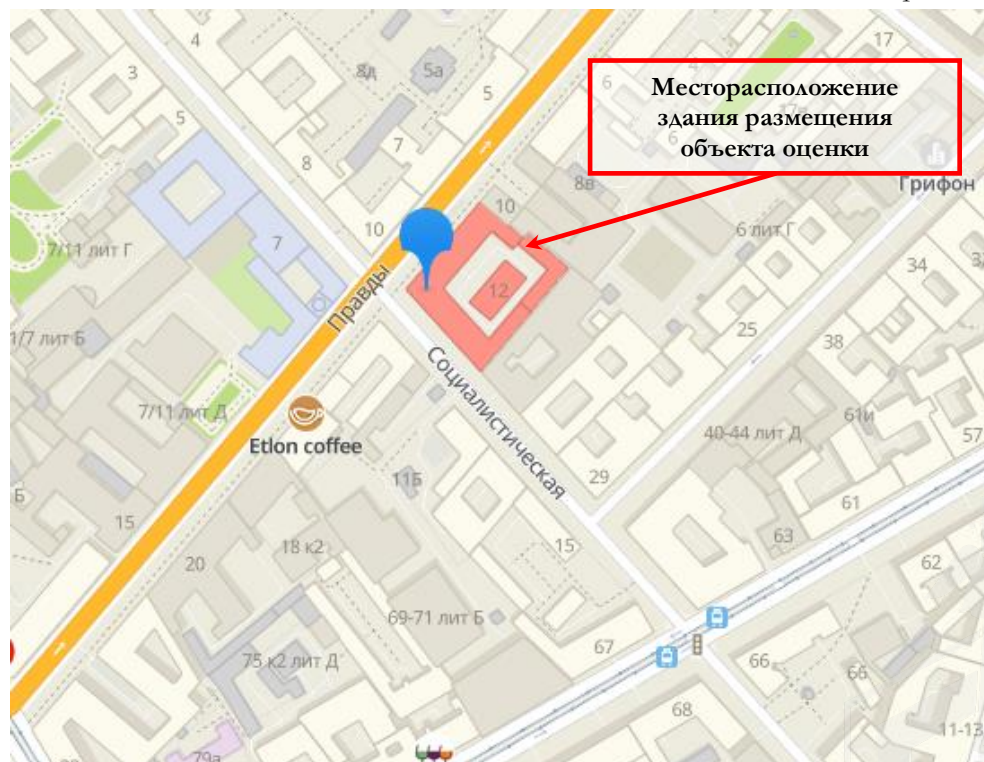 4
17
3
8д
5а
6
Месторасположение
здания размещения
объекта оценки
5
5
17в
7
6
8
8в
Грифон
10
10
7
6 лит Г
7/11 лит Г
34
12
Правды
25
1/7 лит Б
38
Социалистическая
7/11 лит Д
61и
Etlon coffee
40-44 лит Д
57
11Б
29
Б
61
15
63
18 к2
15
20
62
69-71 лит Б
67
75 к2 лит Д
66
66
68
11-13
79а